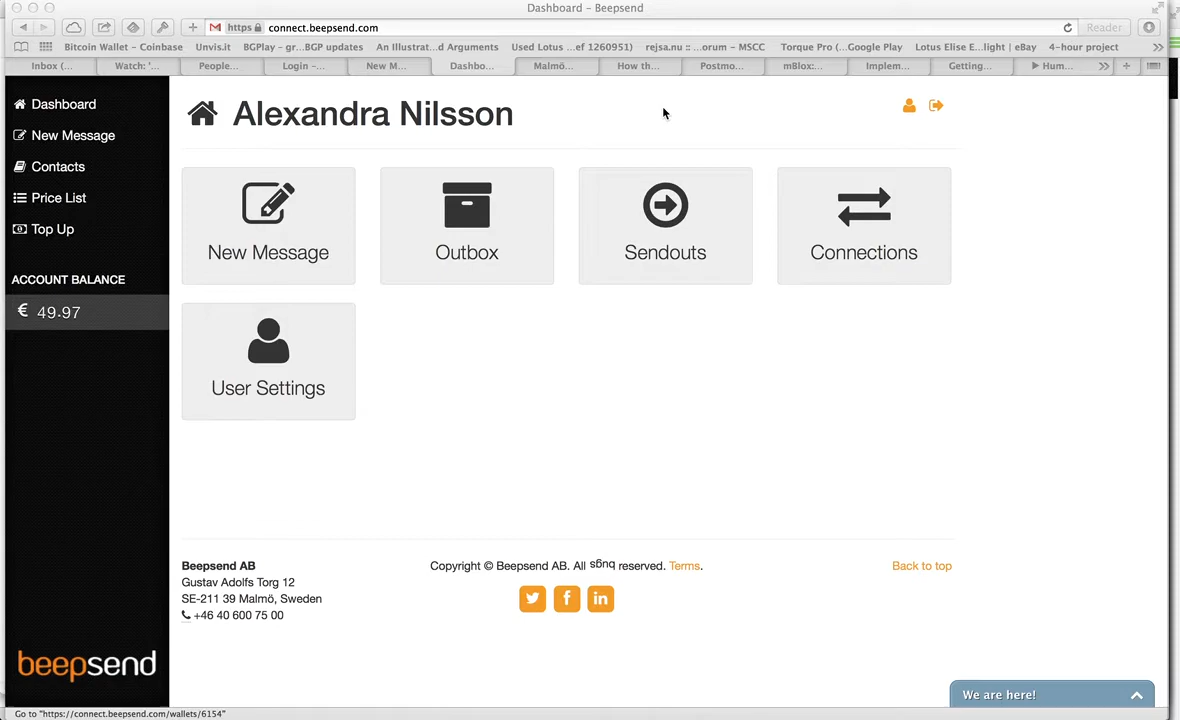 Dashboard – Beepsend
https connect.beepsend.com Reader
Bitcoin Wallet – Coinbase Unvis.it BGPlay - gr...BGP updates An Illustrat...d Arguments Used Lotus ...ef 1260951) rejsa.nu ::...orum - MSCC Torque Pro (...Google Play Lotus Elise E...light | eBay 4-hour project
Inbox (... Watch: '... People... Login –... New M... Dashbo... Malmö... How th... Postmo... mBlox:... Implem... Getting... ▶ Hum...
Dashboard
New Message
Contacts
Price List
Top Up
ACCOUNT BALANCE
€ 49.97
Alexandra Nilsson
New Message
Outbox
Sendouts
Connections
User Settings
Beepsend AB
Gustav Adolfs Torg 12
SE-211 39 Malmö, Sweden
+46 40 600 75 00
Copyright © Beepsend AB. All bugs reserved. Terms.
Back to top
beepsend
We are here!
Go to "https://connect.beepsend.com/wallets/6154"